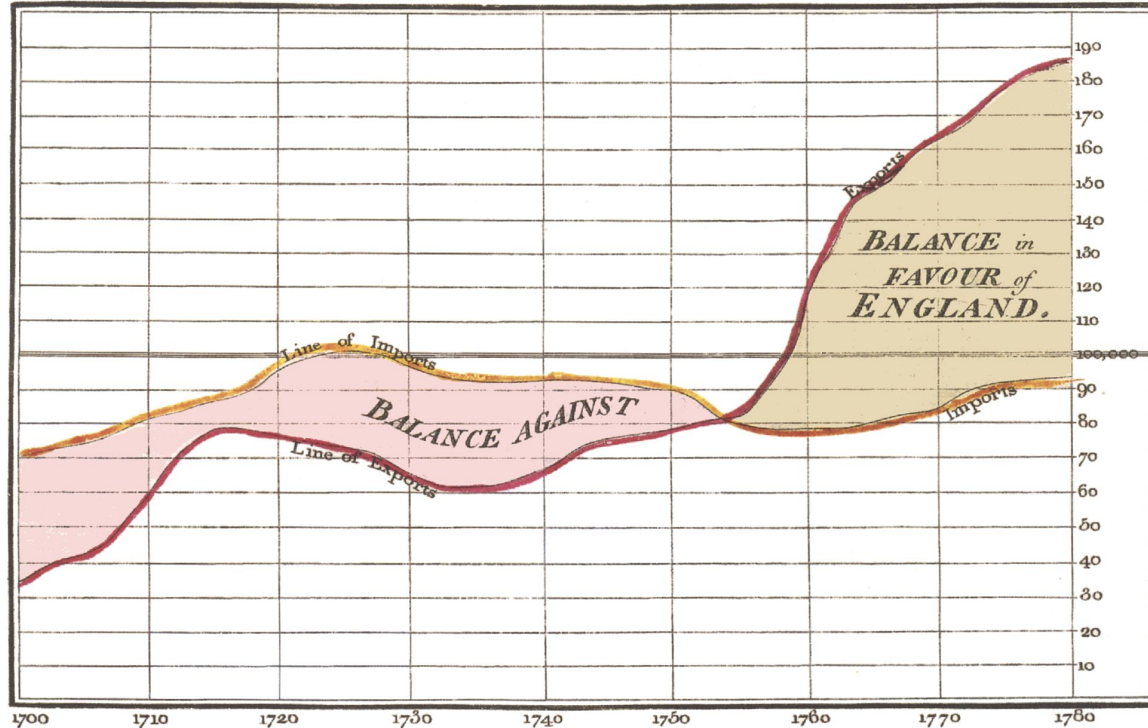 190
180
170
160
150
140
130
120
110
100,000
90
80
70
60
50
40
30
20
10
Exports
BALANCE in
FAVOUR of
ENGLAND.
Line of Imports
BALANCE AGAINST
Imports
Line of Exports
1700 1710 1720 1730 1740 1750 1760 1770 1780